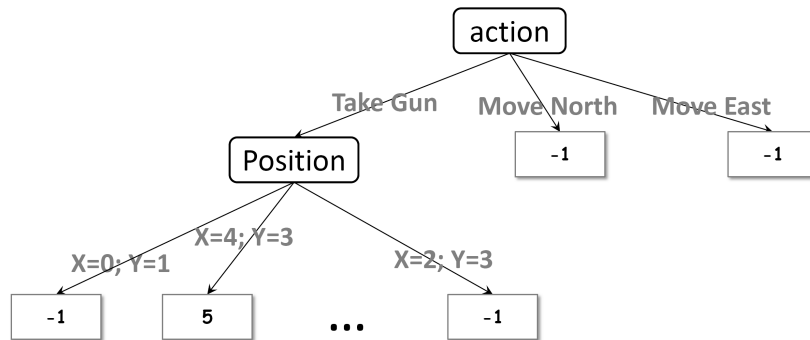 action
Take Gun
Move North
Move East
Position
-1
-1
X=0; Y=1
X=4; Y=3
X=2; Y=3
-1
5
...
-1